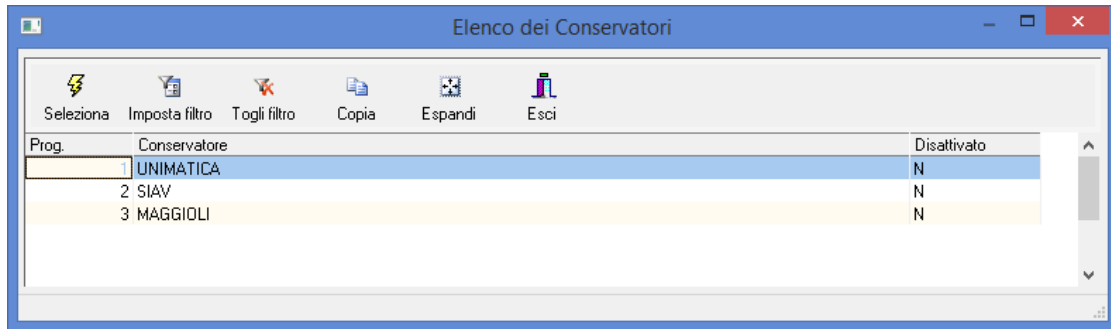 Elenco dei Conservatori
Seleziona Imposta filtro Togli filtro Copia Espandi Esci
Prog. Conservatore Disattivato
1 UNIMATICA N
2 SIAV N
3 MAGGIOLI N